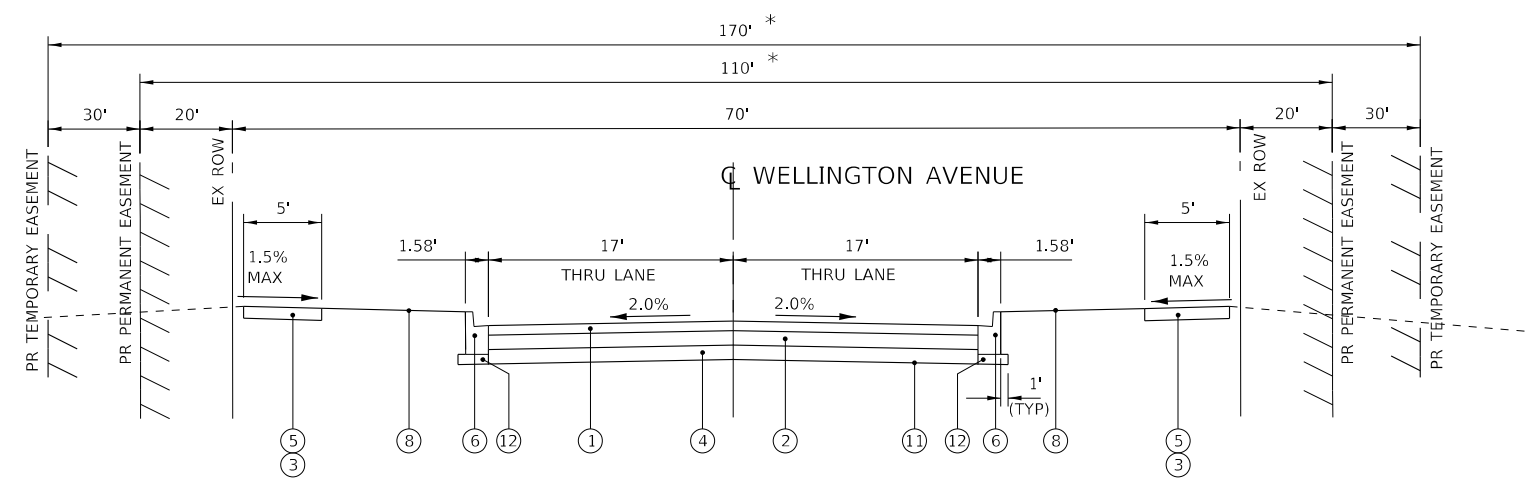 170' *
110' *
30'
20'
70'
20'
30'
PR TEMPORARY EASEMENT
PR PERMANENT EASEMENT
EX ROW
℄ WELLINGTON AVENUE
EX ROW
PR PERMANENT EASEMENT
PR TEMPORARY EASEMENT
5'
5'
1.58'
17'
17'
1.58'
1.5%
MAX
THRU LANE
THRU LANE
1.5%
MAX
2.0%
2.0%
1'
(TYP)
5
8
6
12
1
4
2
11
12
6
8
5
3
3